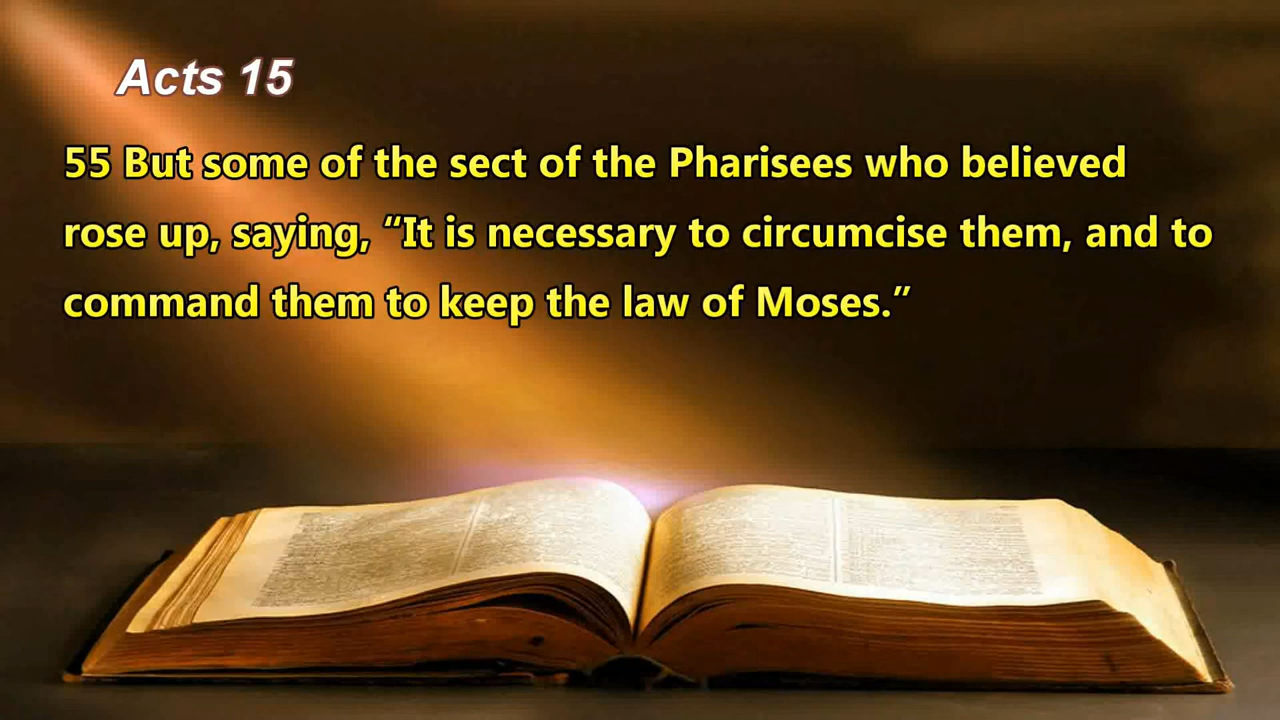 Acts 15
55 But some of the sect of the Pharisees who believed
rose up, saying, “It is necessary to circumcise them, and to
command them to keep the law of Moses.”